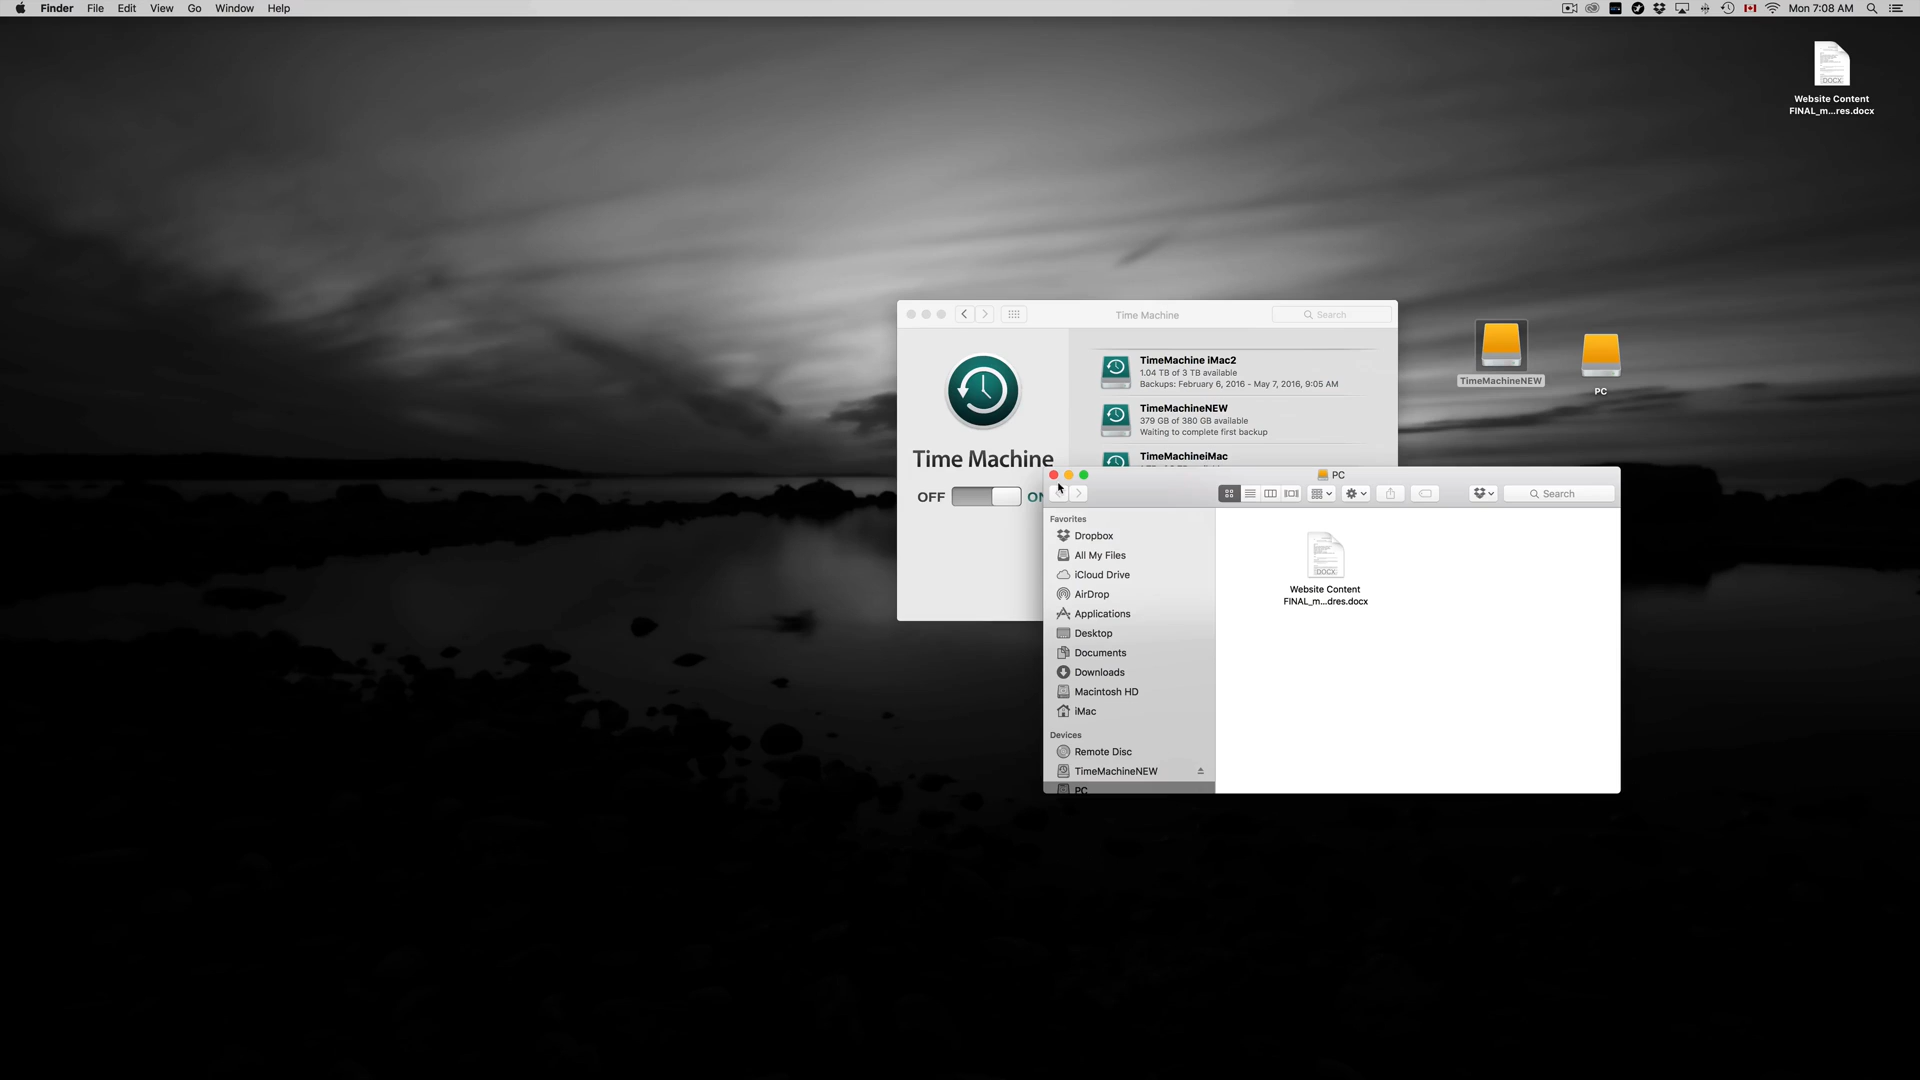 Finder File Edit View Go Window Help
Mon 7:08 AM
DOCX
Website Content
FINAL_m...res.docx
Time Machine
Search
TimeMachine iMac2
1.04 TB of 3 TB available
Backups: February 6, 2016 - May 7, 2016, 9:05 AM
TimeMachineNEW
379 GB of 380 GB available
Waiting to complete first backup
TimeMachineiMac
Time Machine
OFF
TimeMachineNEW
PC
PC
Search
Favorites
Dropbox
All My Files
iCloud Drive
AirDrop
Applications
Desktop
Documents
Downloads
Macintosh HD
iMac
Devices
Remote Disc
TimeMachineNEW
PC
DOCX
Website Content
FINAL_m...dres.docx